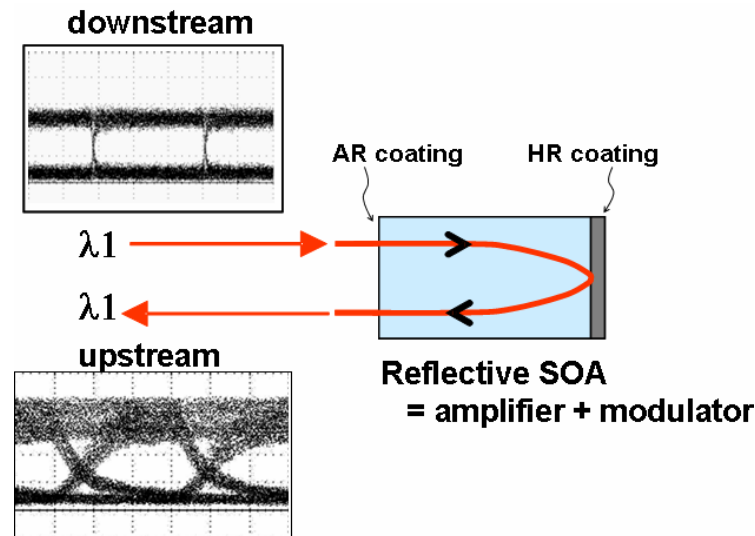 downstream
AR coating
HR coating
λ1
λ1
upstream
Reflective SOA
= amplifier + modulator